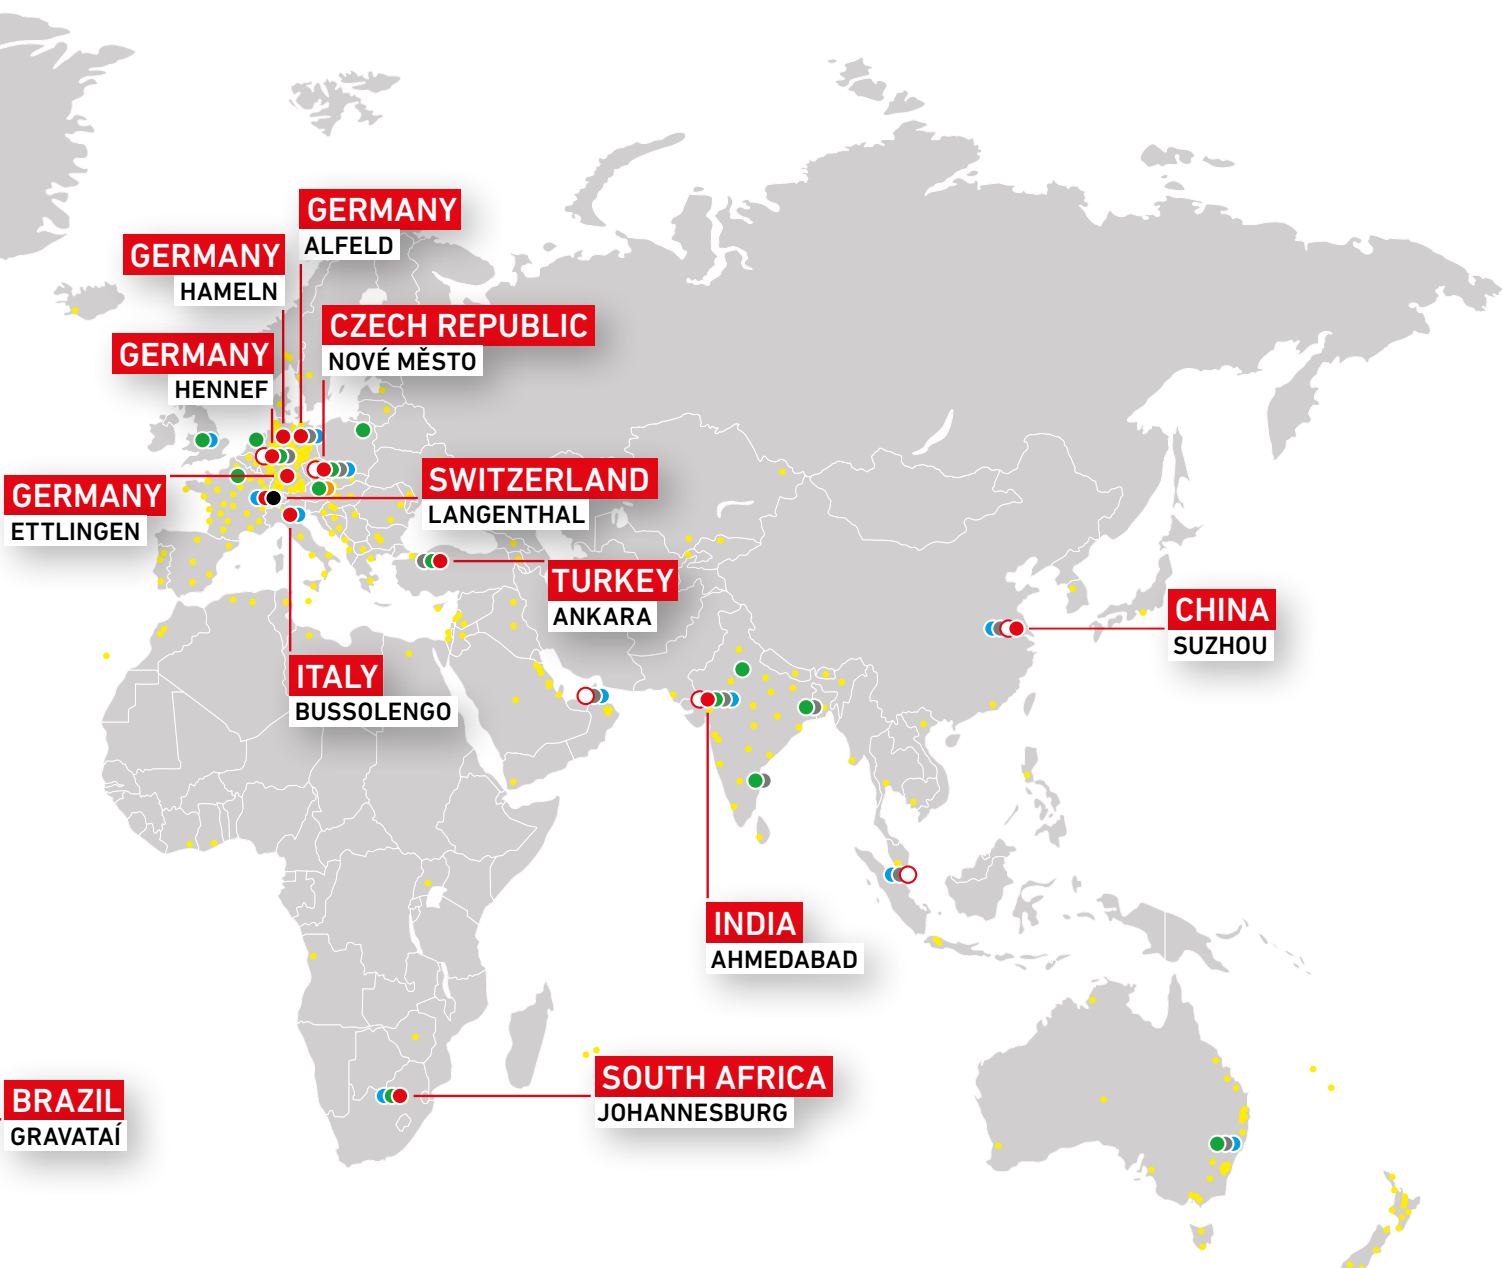 GERMANY
ALFELD
GERMANY
HAMELN
CZECH REPUBLIC
NOVÉ MĚSTO
GERMANY
HENNEF
SWITZERLAND
LANGENTHAL
GERMANY
ETTLINGEN
TURKEY
ANKARA
CHINA
SUZHOU
ITALY
BUSSOLENGO
INDIA
AHMEDABAD
SOUTH AFRICA
JOHANNESBURG
BRAZIL
GRAVATAÍ